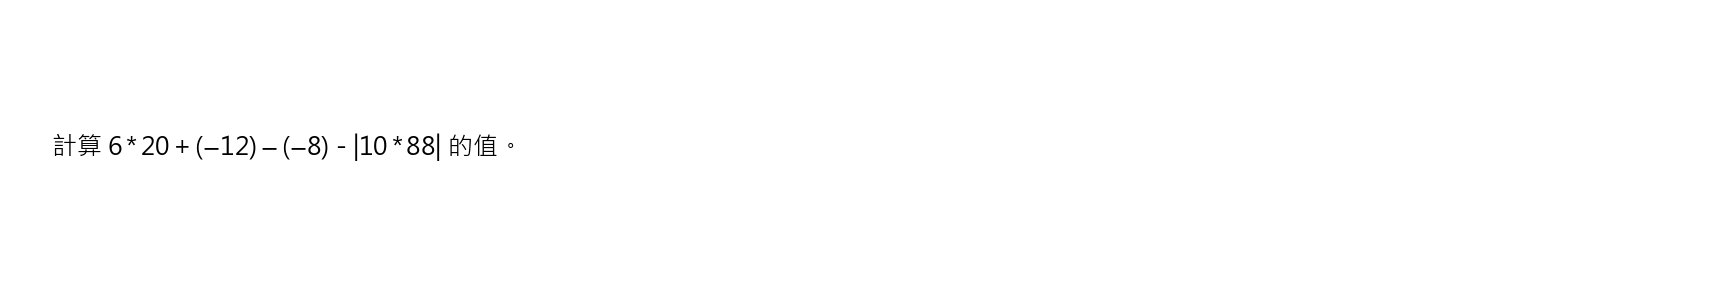 計算 6 * 20 + (–12) – (–8) - |10 * 88| 的值。